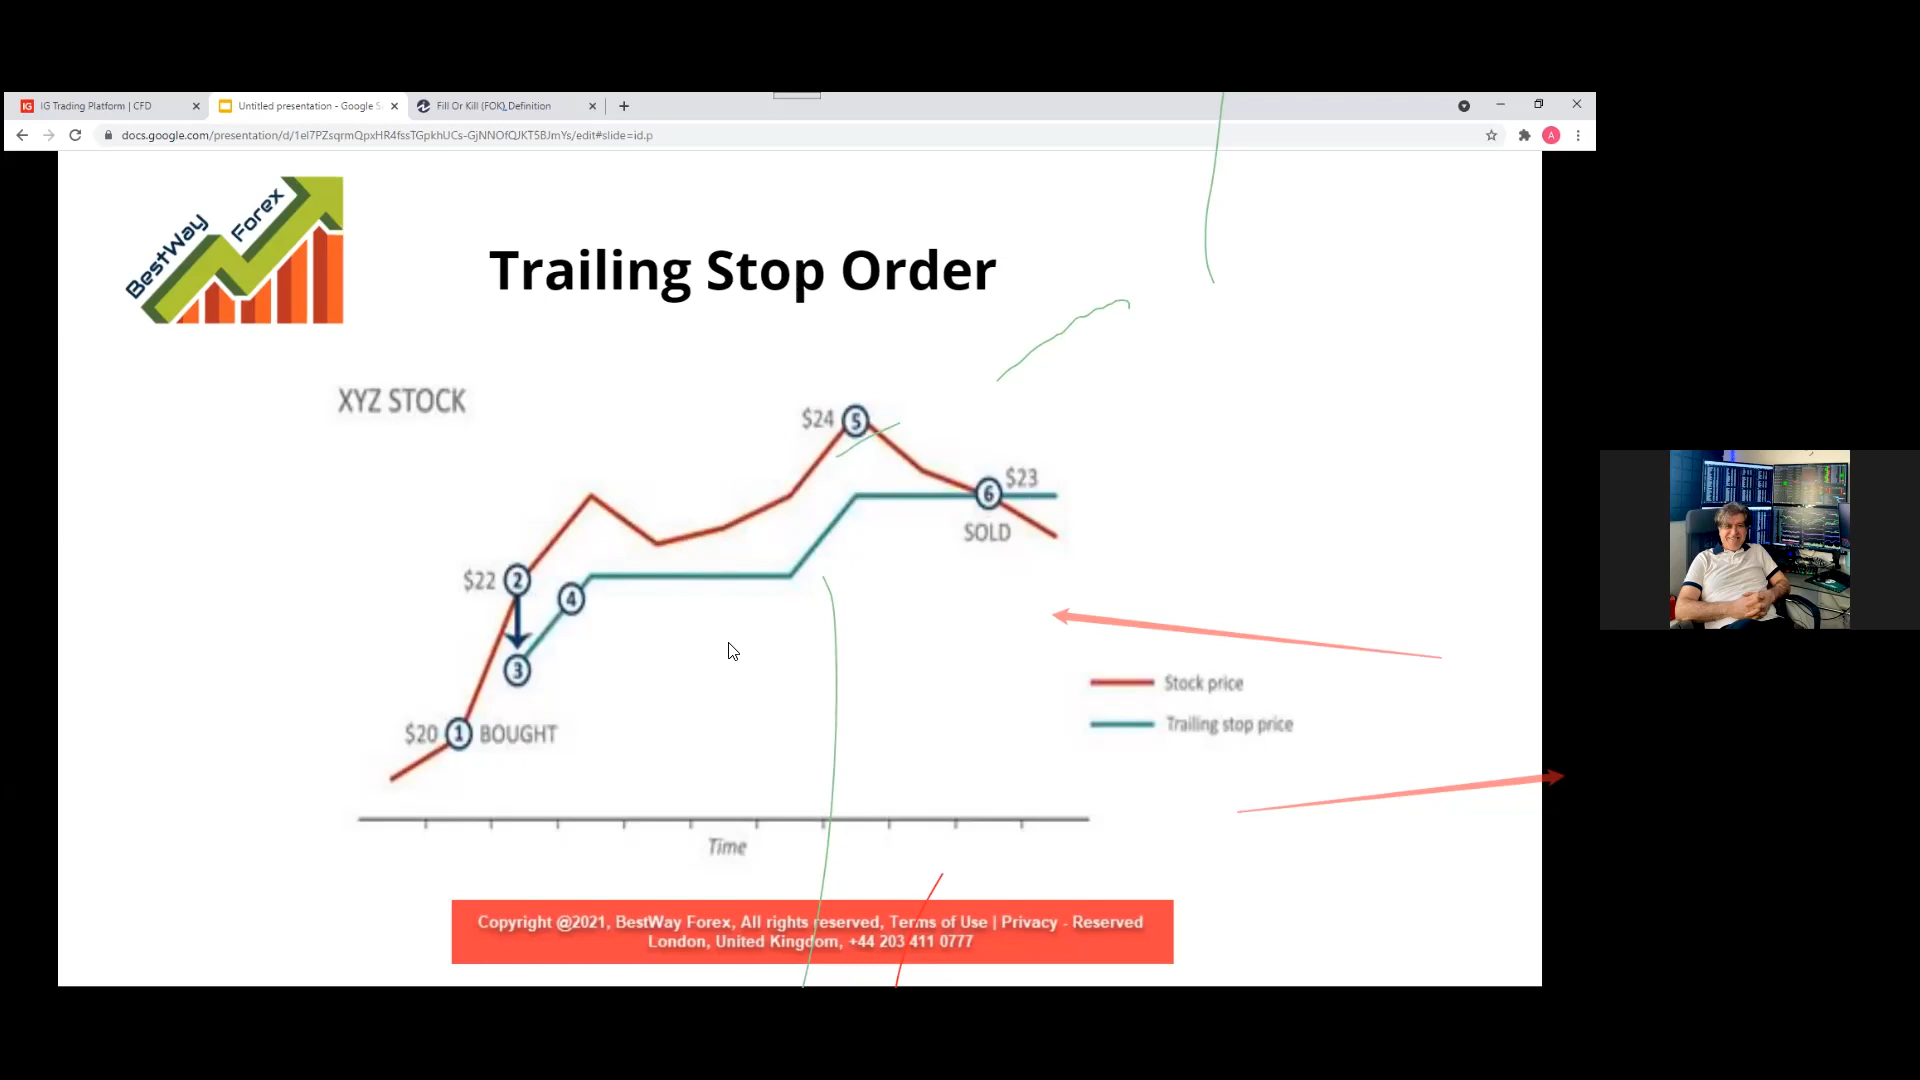 IG Trading Platform | CFD
Untitled presentation - Google S
Fill Or Kill (FOK) Definition
docs.google.com/presentation/d/1el7PZsqrmQpxHR4fssTGpkhUCs-GjNNOfQJKT5BJmYs/edit#slide=id.p
A
BestWay Forex
Trailing Stop Order
XYZ STOCK
$24 5
$23
6
SOLD
$22 2
4
3
$20 1 BOUGHT
Stock price
Trailing stop price
Time
Copyright @2021, BestWay Forex, All rights reserved, Terms of Use | Privacy - Reserved
London, United Kingdom, +44 203 411 0777